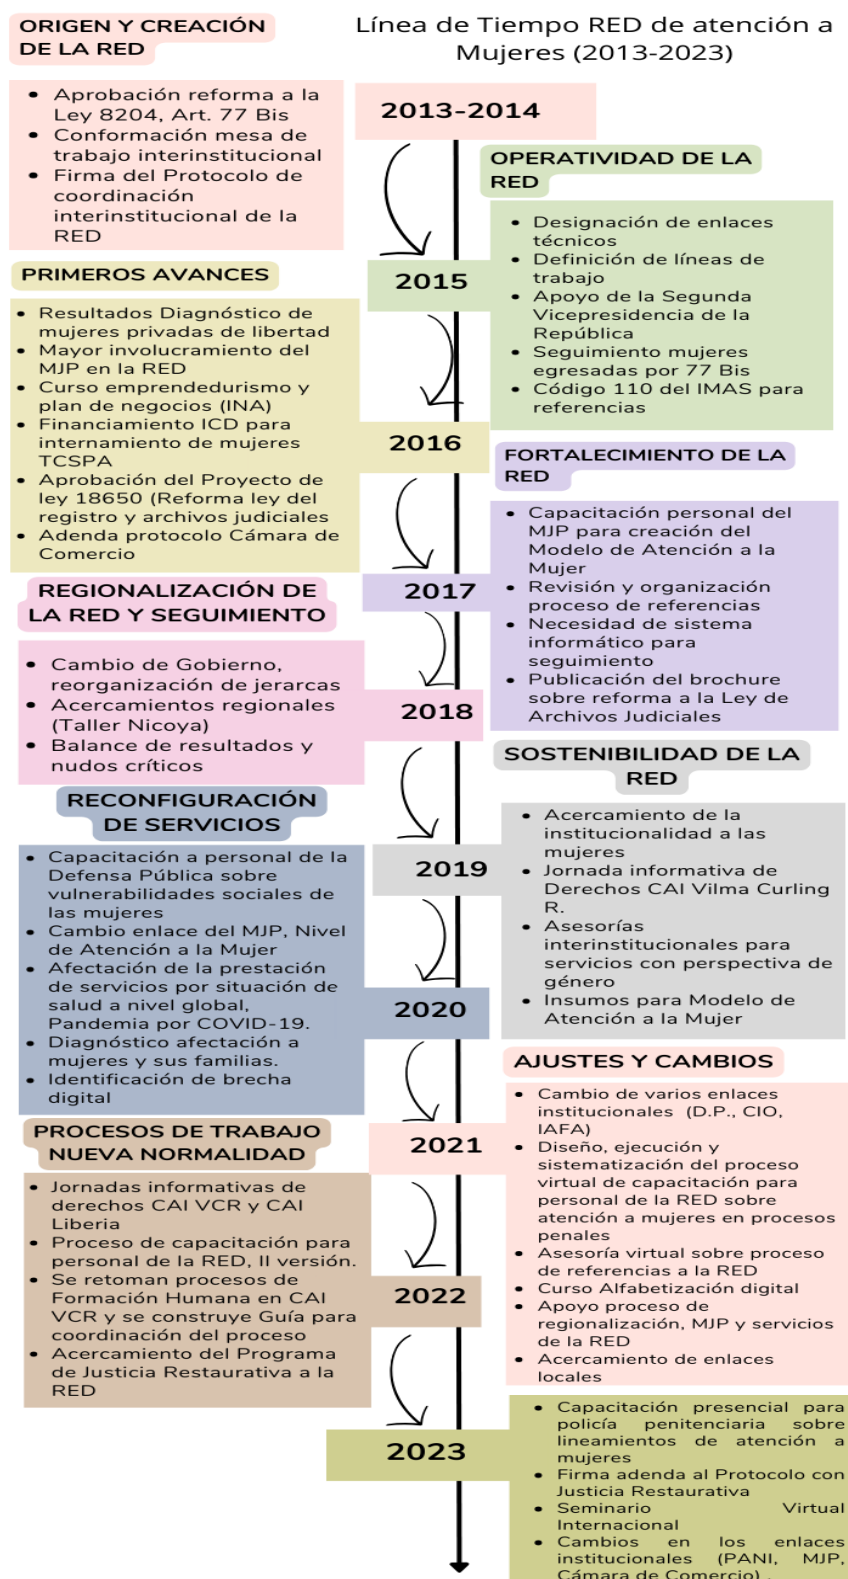 ORIGEN Y CREACIÓN
DE LA RED
Línea de Tiempo RED de atención a
Mujeres (2013-2023)
• Aprobación reforma a la
Ley 8204, Art. 77 Bis
• Conformación mesa de
trabajo interinstitucional
• Firma del Protocolo de
coordinación
interinstitucional de la
RED
2013-2014
OPERATIVIDAD DE LA
RED
• Designación de enlaces
técnicos
• Definición de líneas de
trabajo
• Apoyo de la Segunda
Vicepresidencia de la
República
• Seguimiento mujeres
egresadas por 77 Bis
• Código 110 del IMAS para
referencias
2015
PRIMEROS AVANCES
• Resultados Diagnóstico de
mujeres privadas de libertad
• Mayor involucramiento del
MJP en la RED
• Curso emprendedurismo y
plan de negocios (INA)
• Financiamiento ICD para
internamiento de mujeres
TCSPA
• Aprobación del Proyecto de
ley 18650 (Reforma ley del
registro y archivos judiciales
• Adenda protocolo Cámara de
Comercio
2016
FORTALECIMIENTO DE LA
RED
• Capacitación personal del
MJP para creación del
Modelo de Atención a la
Mujer
• Revisión y organización
proceso de referencias
• Necesidad de sistema
informático para
seguimiento
• Publicación del brochure
sobre reforma a la Ley de
Archivos Judiciales
2017
REGIONALIZACIÓN DE
LA RED Y SEGUIMIENTO
• Cambio de Gobierno,
reorganización de jerarcas
• Acercamientos regionales
(Taller Nicoya)
• Balance de resultados y
nudos críticos
2018
SOSTENIBILIDAD DE LA
RED
• Acercamiento de la
institucionalidad a las
mujeres
• Jornada informativa de
Derechos CAI Vilma Curling
R.
• Asesorías
interinstitucionales para
servicios con perspectiva de
género
• Insumos para Modelo de
Atención a la Mujer
2019
RECONFIGURACIÓN
DE SERVICIOS
• Capacitación a personal de la
Defensa Pública sobre
vulnerabilidades sociales de
las mujeres
• Cambio enlace del MJP, Nivel
de Atención a la Mujer
• Afectación de la prestación
de servicios por situación de
salud a nivel global,
Pandemia por COVID-19.
• Diagnóstico afectación a
mujeres y sus familias.
• Identificación de brecha
digital
2020
AJUSTES Y CAMBIOS
• Cambio de varios enlaces
institucionales (D.P., CIO,
IAFA)
• Diseño, ejecución y
sistematización del proceso
virtual de capacitación para
personal de la RED sobre
atención a mujeres en procesos
penales
• Asesoría virtual sobre proceso
de referencias a la RED
• Curso Alfabetización digital
• Apoyo proceso de
regionalización, MJP y servicios
de la RED
• Acercamiento de enlaces
locales
2021
PROCESOS DE TRABAJO
NUEVA NORMALIDAD
• Jornadas informativas de
derechos CAI VCR y CAI
Liberia
• Proceso de capacitación para
personal de la RED, II versión.
• Se retoman procesos de
Formación Humana en CAI
VCR y se construye Guía para
coordinación del proceso
• Acercamiento del Programa
de Justicia Restaurativa a la
RED
2022
• Capacitación presencial para
policía penitenciaria sobre
lineamientos de atención a
mujeres
• Firma adenda al Protocolo con
Justicia Restaurativa
• Seminario Virtual
Internacional
• Cambios en los enlaces
institucionales (PANI, MJP,
Cámara de Comercio) .
2023